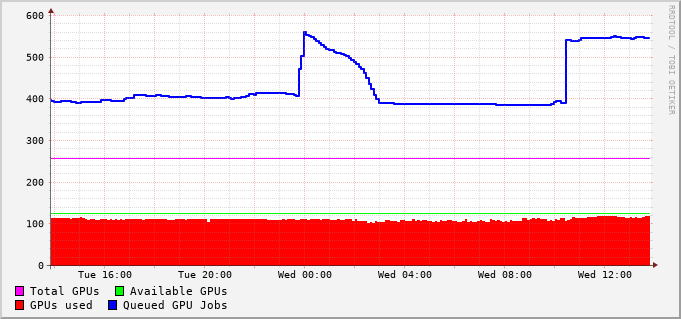 600
500
400
300
200
100
0
Tue 16:00 Tue 20:00 Wed 00:00 Wed 04:00 Wed 08:00 Wed 12:00
Total GPUs Available GPUs
GPUs used Queued GPU Jobs
RRDTOOL / TOBI OETIKER